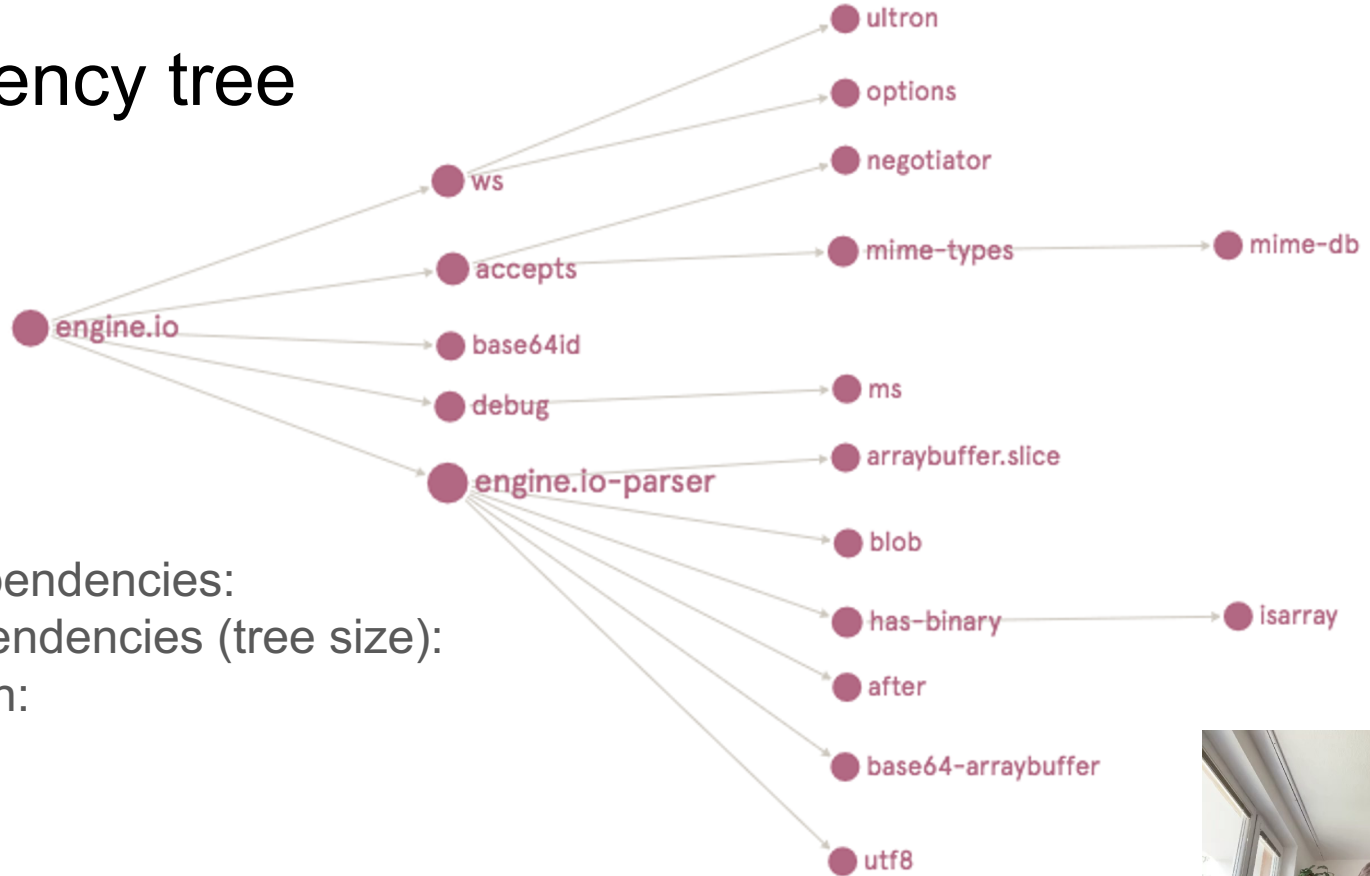 ency tree
ultron
options
negotiator
ws
mime-types
mime-db
accepts
engine.io
base64id
ms
debug
arraybuffer.slice
engine.io-parser
blob
pendencies:
endencies (tree size):
n:
has-binary
isarray
after
base64-arraybuffer
utf8